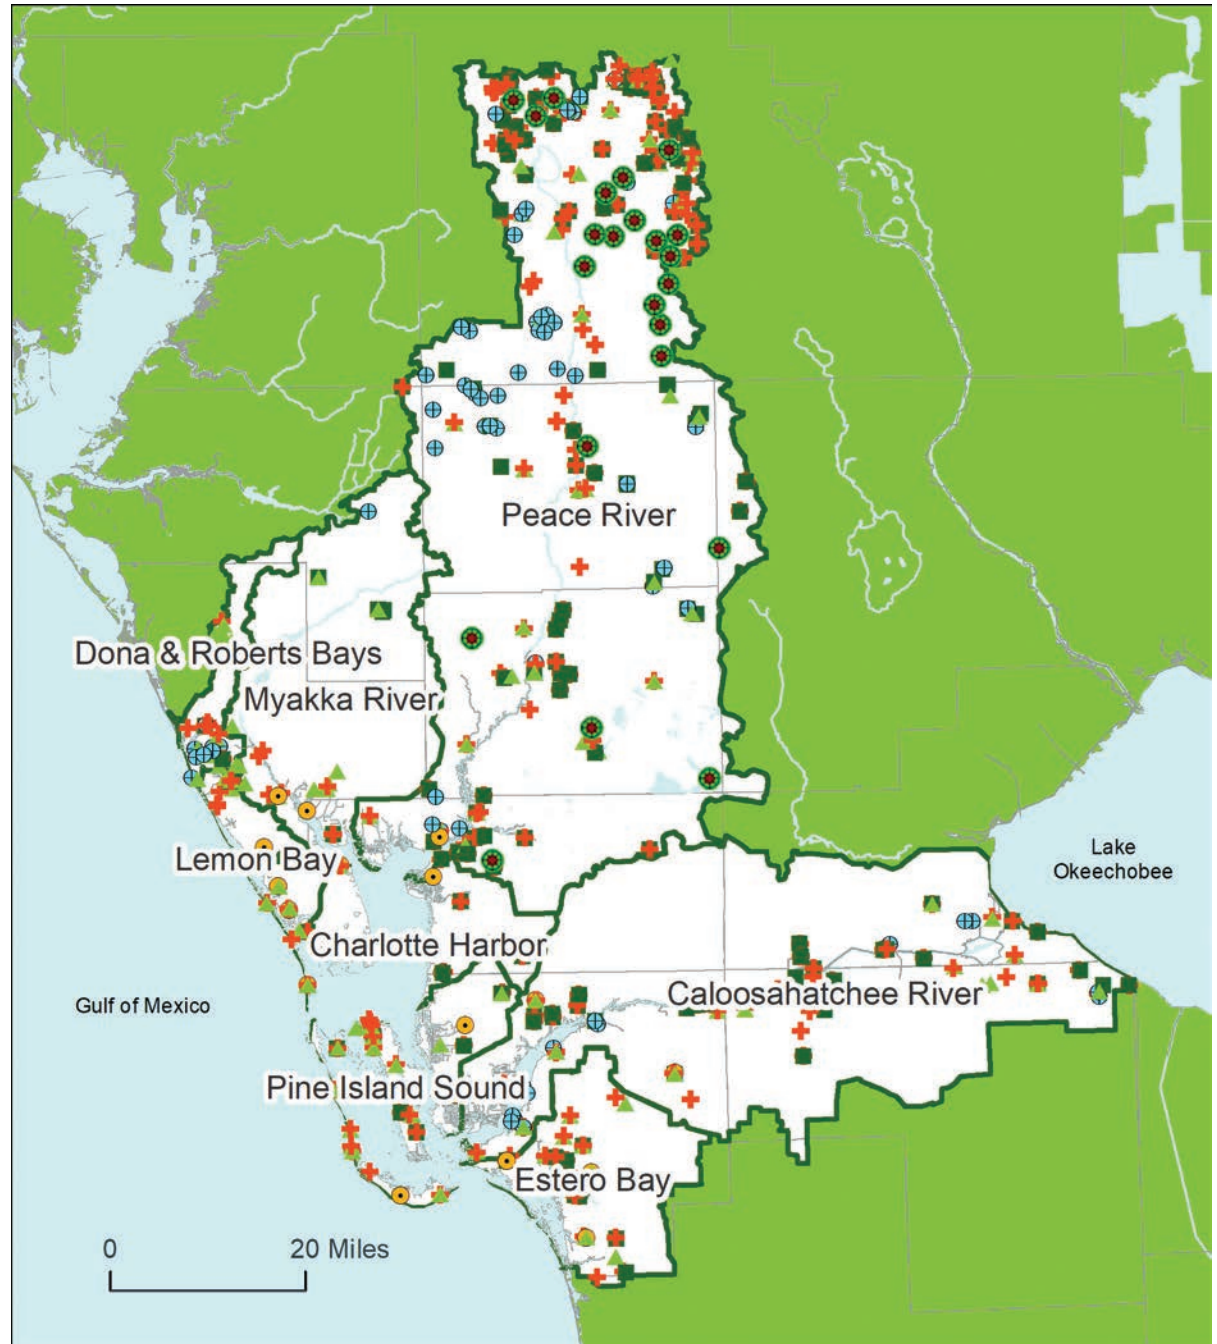 Peace River
Dona & Roberts Bays
Myakka River
Lemon Bay
Lake
Okeechobee
Charlotte Harbor
Gulf of Mexico
Caloosahatchee River
Pine Island Sound
Estero Bay
0 20 Miles